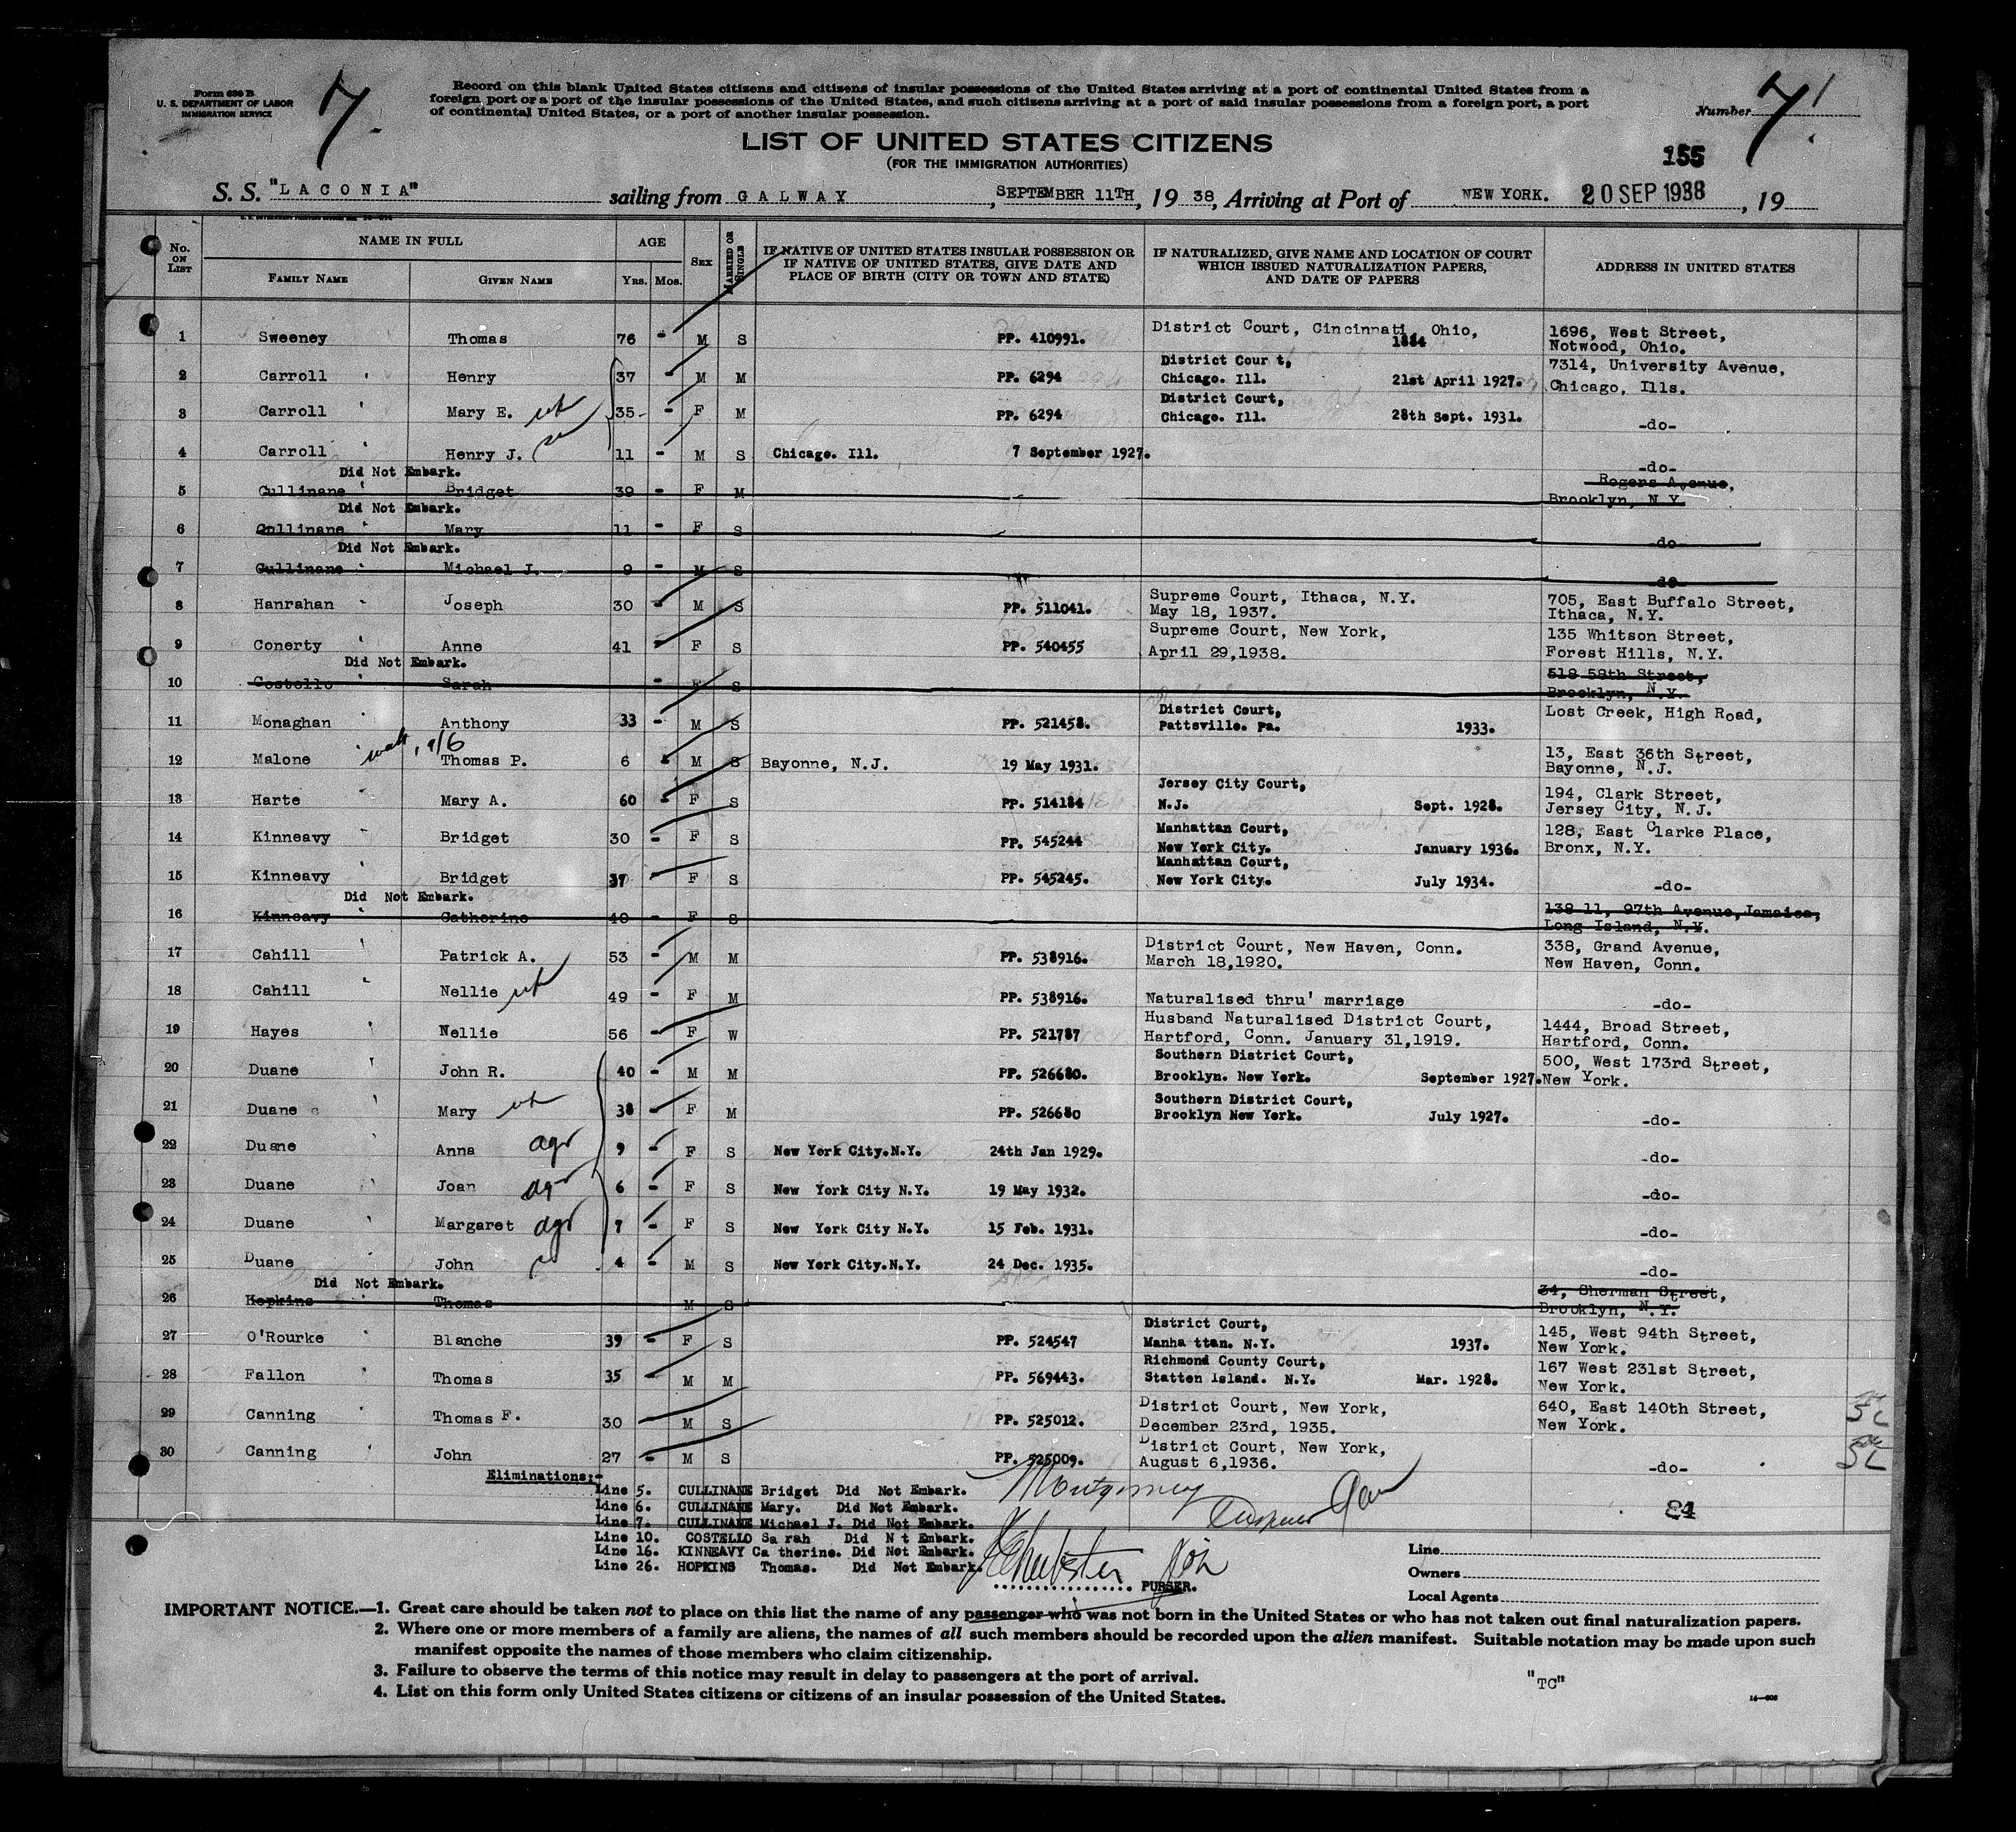 Form 630 B
U. S. DEPARTMENT OF LABOR
IMMIGRATION SERVICE
7.
Record on this blank United States citizens and citizens of insular possessions of the United States arriving at a port of continental United States from a
foreign port or a port of the insular possessions of the United States, and such citizens arriving at a port of said insular possessions from a foreign port, a port
of continental United States, or a port of another insular possession.
Number 7
LIST OF UNITED STATES CITIZENS
(FOR THE IMMIGRATION AUTHORITIES)
155
S. S. "LACONIA" sailing from GALWAY, SEPTEMBER 11TH, 19 38, Arriving at Port of NEW YORK. 20 SEP 1938, 19
No. ON LIST NAME IN FULL AGE SEX MARRIED OR SINGLE IF NATIVE OF UNITED STATES INSULAR POSSESSION OR IF NATIVE OF UNITED STATES, GIVE DATE AND PLACE OF BIRTH (CITY OR TOWN AND STATE) IF NATURALIZED, GIVE NAME AND LOCATION OF COURT WHICH ISSUED NATURALIZATION PAPERS, AND DATE OF PAPERS ADDRESS IN UNITED STATES
FAMILY NAME GIVEN NAME YRS. MOS.
1 Sweeney Thomas 76 - M S PP. 410991. District Court, Cincinnati, Ohio, 1884 1696, West Street, Notwood, Ohio.
2 Carroll Henry 37 - M M PP. 6294 District Cour t, Chicago. Ill. 21st April 1927. 7314, University Avenue, Chicago, Ills.
3 Carroll Mary E. 35 - F M PP. 6294 District Court, Chicago. Ill. 28th Sept. 1931. -do-
4 Carroll Henry J. 11 - M S Chicago. Ill. 7 September 1927. -do-
Did Not Embark.
5 Cullinane Bridget 39 - F M Rogers Avenue, Brooklyn, N.Y.
Did Not Embark.
6 Cullinane Mary 11 - F S -do-
Did Not Embark.
7 Cullinane Michael J. 9 - M S -do-
8 Hanrahan Joseph 30 - M S PP. 511041. Supreme Court, Ithaca, N.Y. May 18, 1937. 705, East Buffalo Street, Ithaca, N.Y.
9 Conerty Anne 41 - F S PP. 540455 Supreme Court, New York, April 29,1938. 135 Whitson Street, Forest Hills, N.Y.
Did Not Embark.
10 Costello Sarah - F S 518 58th Street, Brooklyn, N.Y.
11 Monaghan Anthony 33 - M S PP. 521458. District Court, Pattsville. Pa. 1933. Lost Creek, High Road,
12 Malone Thomas P. 6 M S Bayonne, N.J. 19 May 1931. 13, East 36th Street, Bayonne, N.J.
13 Harte Mary A. 60 - F S PP. 514184 Jersey City Court, N.J. Sept. 1928. 194, Clark Street, Jersey City, N.J.
14 Kinneavy Bridget 30 - F S PP. 545244 Manhattan Court, New York City. January 1936. 128, East Clarke Place, Bronx, N.Y.
15 Kinneavy Bridget 37 - F S PP. 545245. Manhattan Court, New York City. July 1934. -do-
Did Not Embark.
16 Kinneavy Catherine 40 - F S 138 11, 97th Avenue, Jamaica, Long Island, N.Y.
17 Cahill Patrick A. 53 - M M PP. 538916. District Court, New Haven, Conn. March 18,1920. 338, Grand Avenue, New Haven, Conn.
18 Cahill Nellie 49 - F M PP. 538916. Naturalised thru' marriage -do-
19 Hayes Nellie 56 - F W PP. 521787 Husband Naturalised District Court, Hartford, Conn. January 31,1919. 1444, Broad Street, Hartford, Conn.
20 Duane John R. 40 - M M PP. 526680. Southern District Court, Brooklyn. New York. September 1927. 500, West 173rd Street, New York.
21 Duane Mary 38 - F M PP. 526680 Southern District Court, Brooklyn New York. July 1927. -do-
22 Duane Anna 9 - F S New York City.N.Y. 24th Jan 1929. -do-
23 Duane Joan 6 - F S New York City N.Y. 19 May 1932. -do-
24 Duane Margaret 7 - F S New York City N.Y. 15 Feb. 1931. -do-
25 Duane John 4 - M S New York City.N.Y. 24 Dec. 1935. -do-
Did Not Embark.
26 Hopkins Thomas M S 34, Sherman Street, Brooklyn, N.Y.
27 O'Rourke Blanche 39 - F S PP. 524547 District Court, Manha ttan. N.Y. 1937. 145, West 94th Street, New York.
28 Fallon Thomas 35 - M M PP. 569443. Richmond County Court, Statten Island. N.Y. Mar. 1928. 167 West 231st Street, New York.
29 Canning Thomas F. 30 - M S PP. 525012. District Court, New York, December 23rd, 1935. 640, East 140th Street, New York.
30 Canning John 27 - M S PP. 525009. District Court, New York, August 6,1936. -do-
Eliminations:-
Line 5. CULLINANE Bridget Did Not Embark.
Line 6. CULLINANE Mary. Did Not Embark.
Line 7. CULLINANE Michael J. Did Not Embark.
Line 10. COSTELLO Sa rah Did N t Embark.
Line 16. KINNEAVY Ca therine. Did Not Embark.
Line 26. HOPKINS Thomas. Did Not Embark.
Montgomery
84
PURSER.
Line
Owners
Local Agents
IMPORTANT NOTICE.—1. Great care should be taken not to place on this list the name of any passenger who was not born in the United States or who has not taken out final naturalization papers.
2. Where one or more members of a family are aliens, the names of all such members should be recorded upon the alien manifest. Suitable notation may be made upon such
manifest opposite the names of those members who claim citizenship.
3. Failure to observe the terms of this notice may result in delay to passengers at the port of arrival.
4. List on this form only United States citizens or citizens of an insular possession of the United States.
"TC"